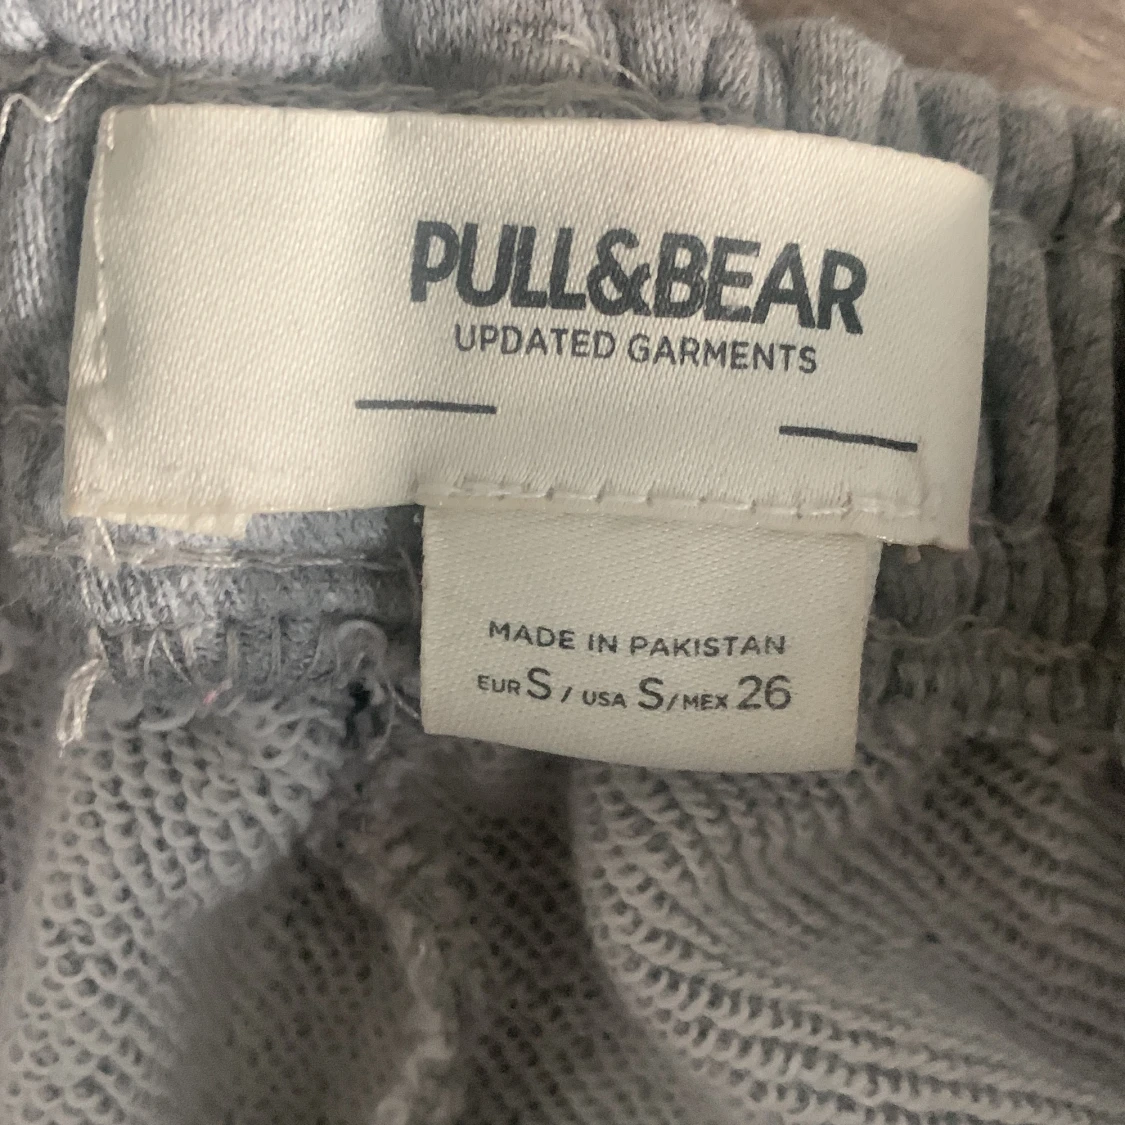 PULL&BEAR
UPDATED GARMENTS
MADE IN PAKISTAN
EUR S / USA S / MEX 26